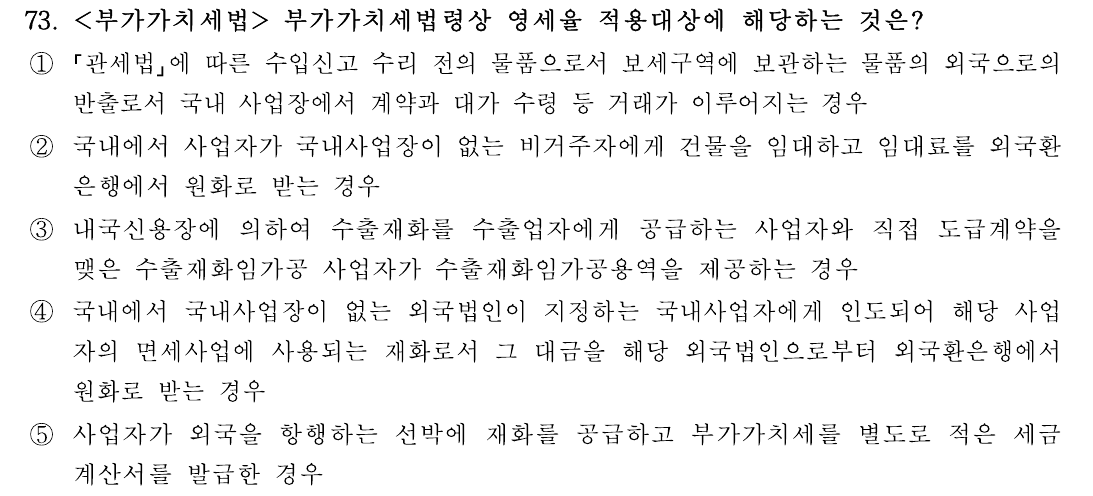 73. <부가가치세법> 부가가치세법령상 영세율 적용대상에 해당하는 것은?
① ｢관세법｣에 따른 수입신고 수리 전의 물품으로서 보세구역에 보관하는 물품의 외국으로의
반출로서 국내 사업장에서 계약과 대가 수령 등 거래가 이루어지는 경우
② 국내에서 사업자가 국내사업장이 없는 비거주자에게 건물을 임대하고 임대료를 외국환
은행에서 원화로 받는 경우
③ 내국신용장에 의하여 수출재화를 수출업자에게 공급하는 사업자와 직접 도급계약을
맺은 수출재화임가공 사업자가 수출재화임가공용역을 제공하는 경우
④ 국내에서 국내사업장이 없는 외국법인이 지정하는 국내사업자에게 인도되어 해당 사업
자의 면세사업에 사용되는 재화로서 그 대금을 해당 외국법인으로부터 외국환은행에서
원화로 받는 경우
⑤ 사업자가 외국을 항행하는 선박에 재화를 공급하고 부가가치세를 별도로 적은 세금
계산서를 발급한 경우